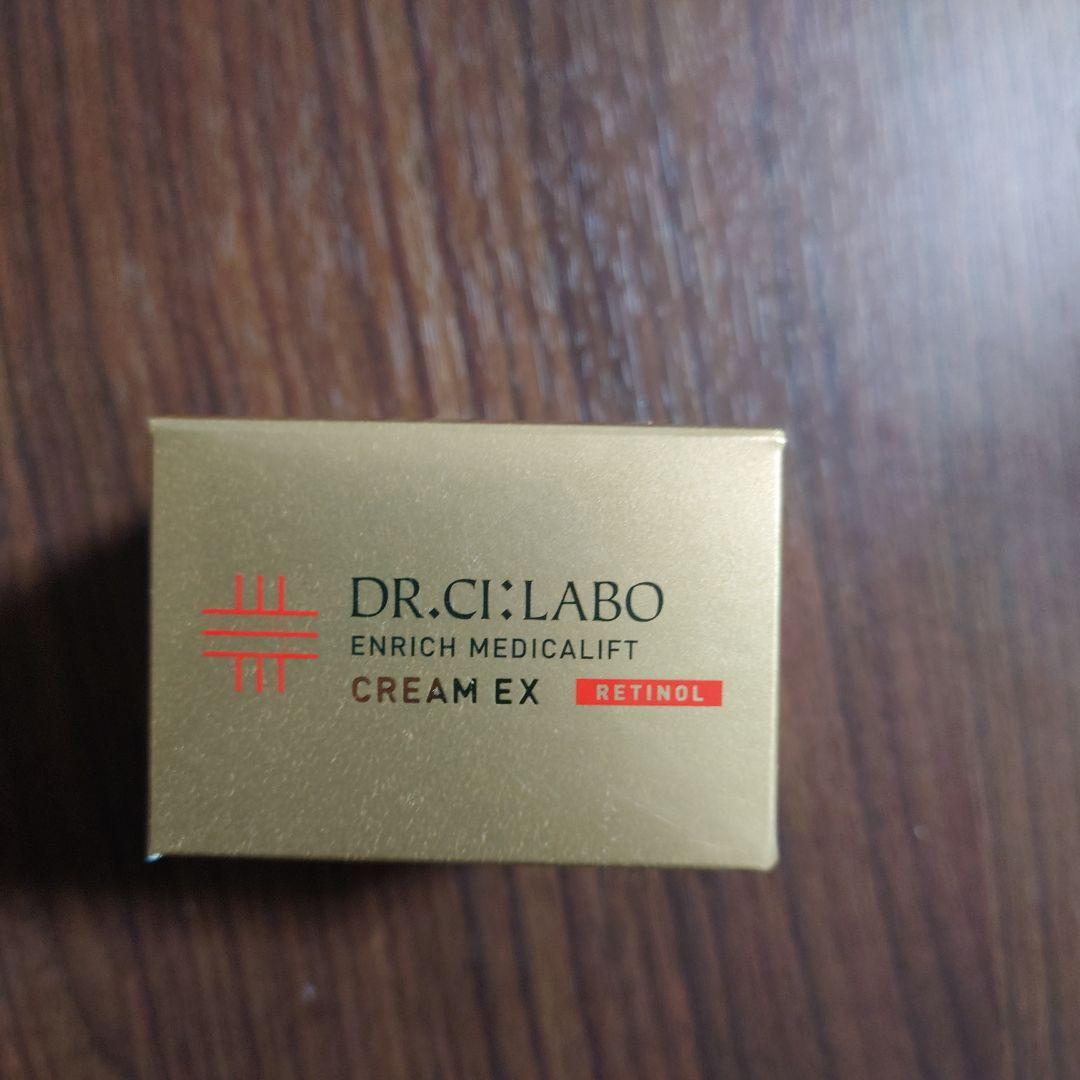 DR.CI:LABO
ENRICH MEDICALIFT
CREAM EX RETINOL